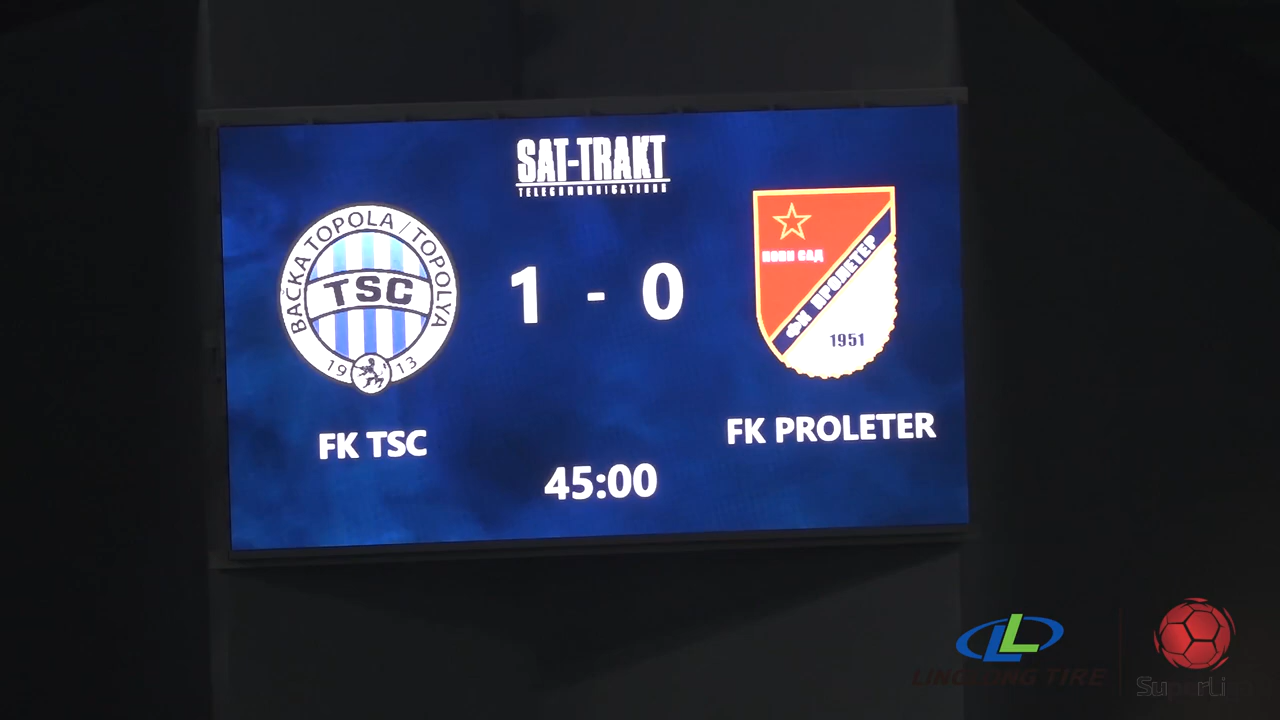 SAT-TRAKT
TELECOMMUNICATIONS
BAČKA TOPOLA / TOPOLYA
TSC
1913
1 - 0
НОВИ САД
ФК ПРОЛЕТЕР
1951
FK TSC
FK PROLETER
45:00
LINGLONG TIRE
SuperLiga